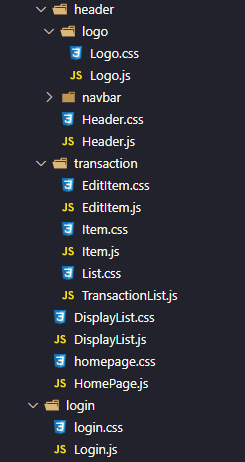 header
logo
Logo.css
JS Logo.js
navbar
Header.css
JS Header.js
transaction
EditItem.css
JS EditItem.js
Item.css
JS Item.js
List.css
JS TransactionList.js
DisplayList.css
JS DisplayList.js
homepage.css
JS HomePage.js
login
login.css
JS Login.js